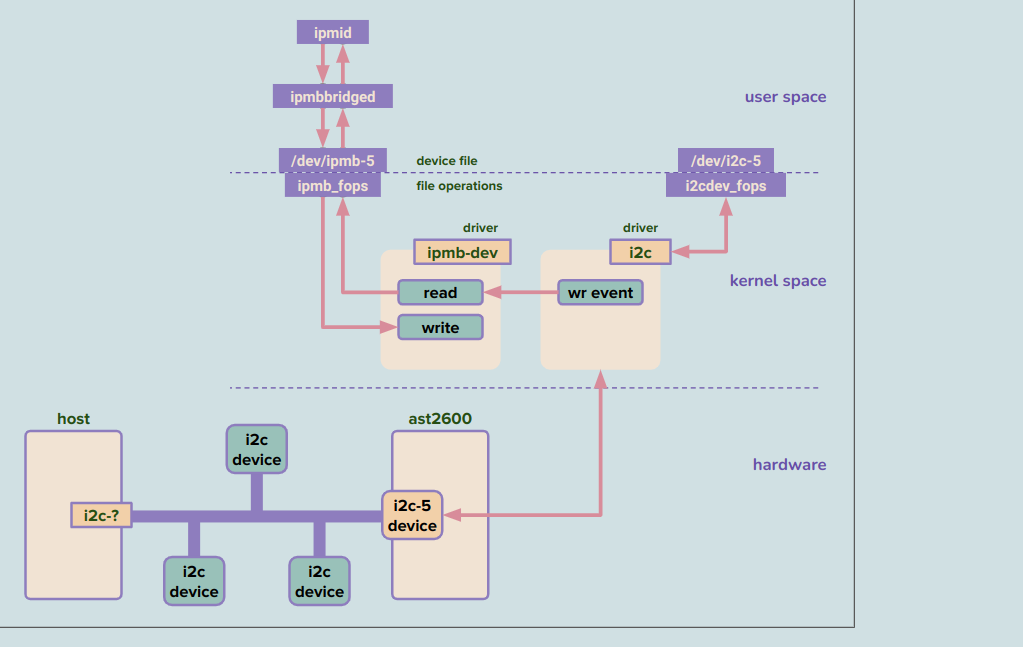 ipmid
ipmbbridged
user space
/dev/ipmb-5
device file
/dev/i2c-5
ipmb_fops
file operations
i2cdev_fops
driver
driver
ipmb-dev
i2c
kernel space
read
wr event
write
host
ast2600
i2c
device
hardware
i2c-?
i2c-5
device
i2c
device
i2c
device